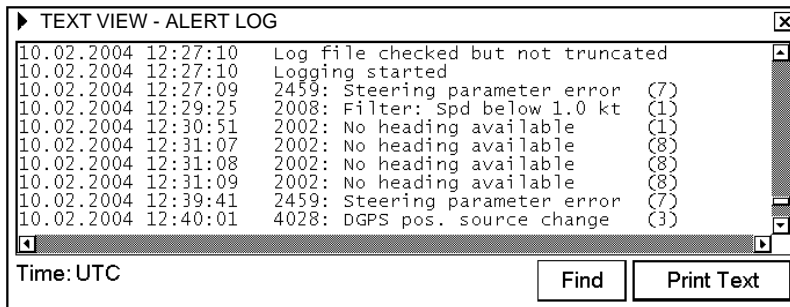 TEXT VIEW - ALERT LOG
10.02.2004 12:27:10 Log file checked but not truncated
10.02.2004 12:27:10 Logging started
10.02.2004 12:27:09 2459: Steering parameter error (7)
10.02.2004 12:29:25 2008: Filter: Spd below 1.0 kt (1)
10.02.2004 12:30:51 2002: No heading available (1)
10.02.2004 12:31:07 2002: No heading available (8)
10.02.2004 12:31:08 2002: No heading available (8)
10.02.2004 12:31:09 2002: No heading available (8)
10.02.2004 12:39:41 2459: Steering parameter error (7)
10.02.2004 12:40:01 4028: DGPS pos. source change (3)
Time: UTC
Find
Print Text